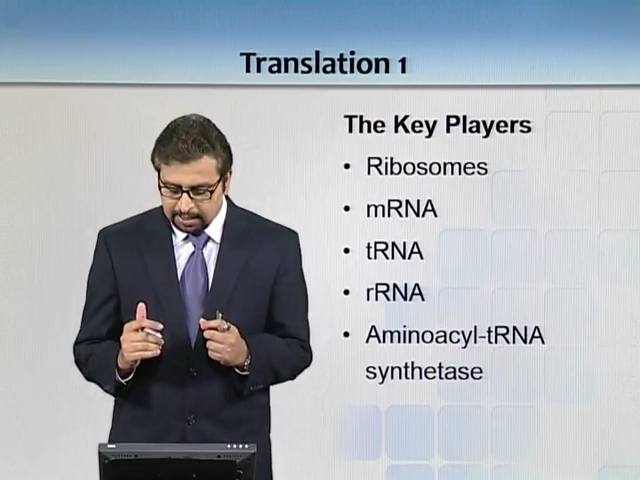 Translation 1
The Key Players
• Ribosomes
• mRNA
• tRNA
• rRNA
• Aminoacyl-tRNA
synthetase